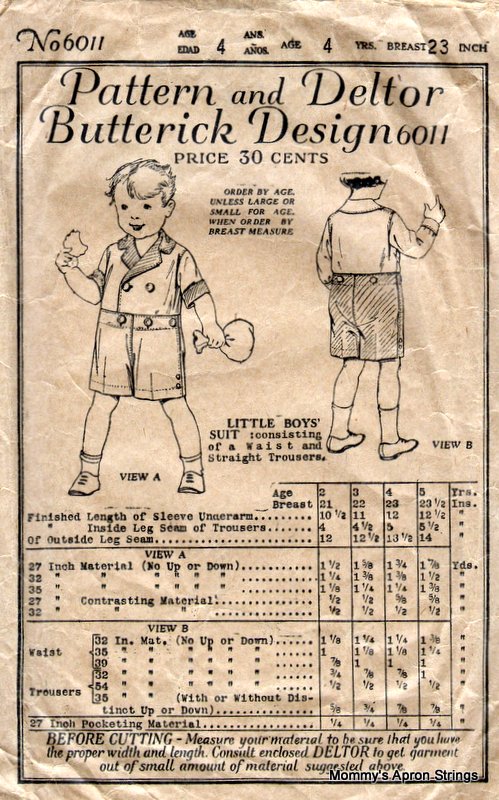 No 6011 AGE EDAD 4 ANS. AÑOS. AGE 4 YRS. BREAST 23 INCH
Pattern and Deltor
Butterick Design 6011
PRICE 30 CENTS
ORDER BY AGE.
UNLESS LARGE OR
SMALL FOR AGE.
WHEN ORDER BY
BREAST MEASURE
LITTLE BOYS'
SUIT : consisting
of a Waist and
Straight Trousers.
VIEW A
VIEW B
Age 2 3 4 5 Yrs.
Breast 21 22 23 23 1/2 Ins.
Finished Length of Sleeve Underarm....... 10 1/2 11 12 12 1/2 "
" Inside Leg Seam of Trousers... 4 4 1/2 5 5 1/2 "
Of Outside Leg Seam................... 12 12 1/2 13 1/2 14 "
VIEW A
27 Inch Material (No Up or Down)......... 1 1/2 1 5/8 1 3/4 1 7/8 Yds.
32 " " " " " " ......... 1 1/4 1 3/8 1 3/8 1 1/2 "
35 " " " " " " ......... 1 1/8 1 1/4 1 1/4 1 3/8 "
27 " Contrasting Material............ 1/2 1/2 5/8 5/8 "
32 " " " ............ 1/2 1/2 1/2 1/2 "
VIEW B
Waist 32 In. Mat. (No Up or Down).... 1 1/8 1 1/4 1 1/4 1 3/8 "
35 " " " " " " ...... 1 1 1/8 1 1/8 1 1/4 "
39 " " " " " " ...... 7/8 1 1 1 "
Trousers 32 " " " " " " ...... 3/4 7/8 7/8 1 "
54 " " " " " " ...... 1/2 1/2 1/2 1/2 "
35 " " (With or Without Dis-
tinct Up or Down).............. 5/8 3/4 7/8 7/8 "
27 Inch Pocketing Material............... 1/4 1/4 1/4 1/4 "
BEFORE CUTTING - Measure your material to be sure that you have
the proper width and length. Consult enclosed DELTOR to get garment
out of small amount of material suggested above.
Mommy's Apron Strings